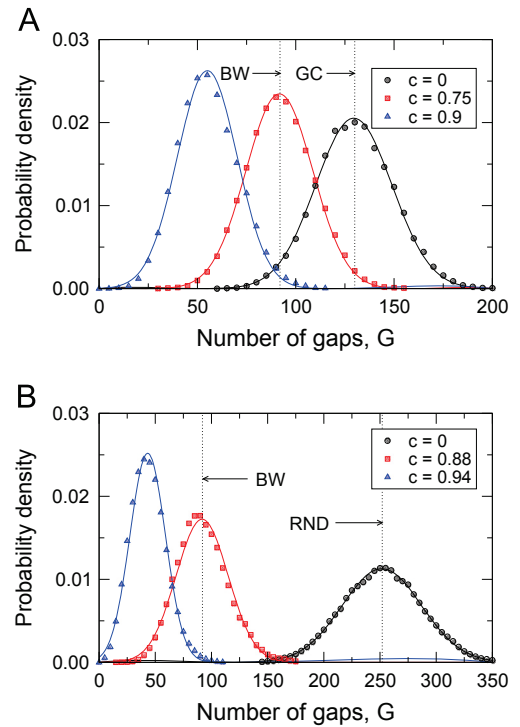 A
Probability density
0.03
0.02
0.01
0.00
BW
GC
c = 0
c = 0.75
c = 0.9
0
50
100
150
200
Number of gaps, G
B
Probability density
0.03
0.02
0.01
0.00
BW
RND
c = 0
c = 0.88
c = 0.94
0
50
100
150
200
250
300
350
Number of gaps, G